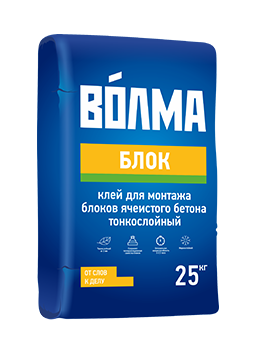 ВОЛМА
БЛОК
клей для монтажа
блоков ячеистого бетона
тонкослойный
ОТ СЛОВ
К ДЕЛУ
25 кг